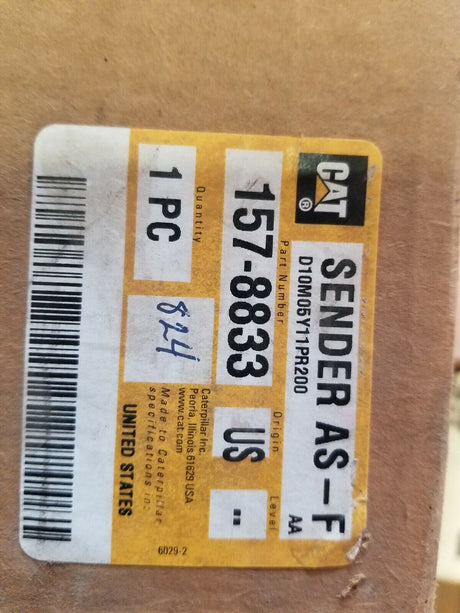 CAT®
SENDER AS-F
D10M05Y11PR200
AA
Part Number
Origin
Level
157-8833
US
--
Quantity
1 PC
824
Caterpillar Inc.
Peoria, Illinois 61629 USA
www.cat.com
Made to Caterpillar
specifications in:
UNITED STATES
6029-2